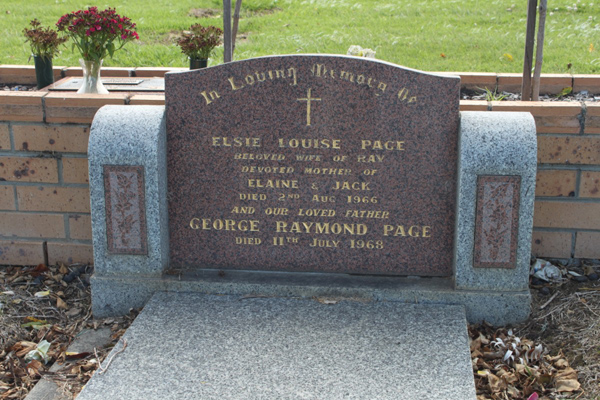 In Loving Memory of
ELSIE LOUISE PAGE
BELOVED WIFE OF RAY
DEVOTED MOTHER OF
ELAINE & JACK
DIED 2ND AUG 1966
AND OUR LOVED FATHER
GEORGE RAYMOND PAGE
DIED 11TH JULY 1968